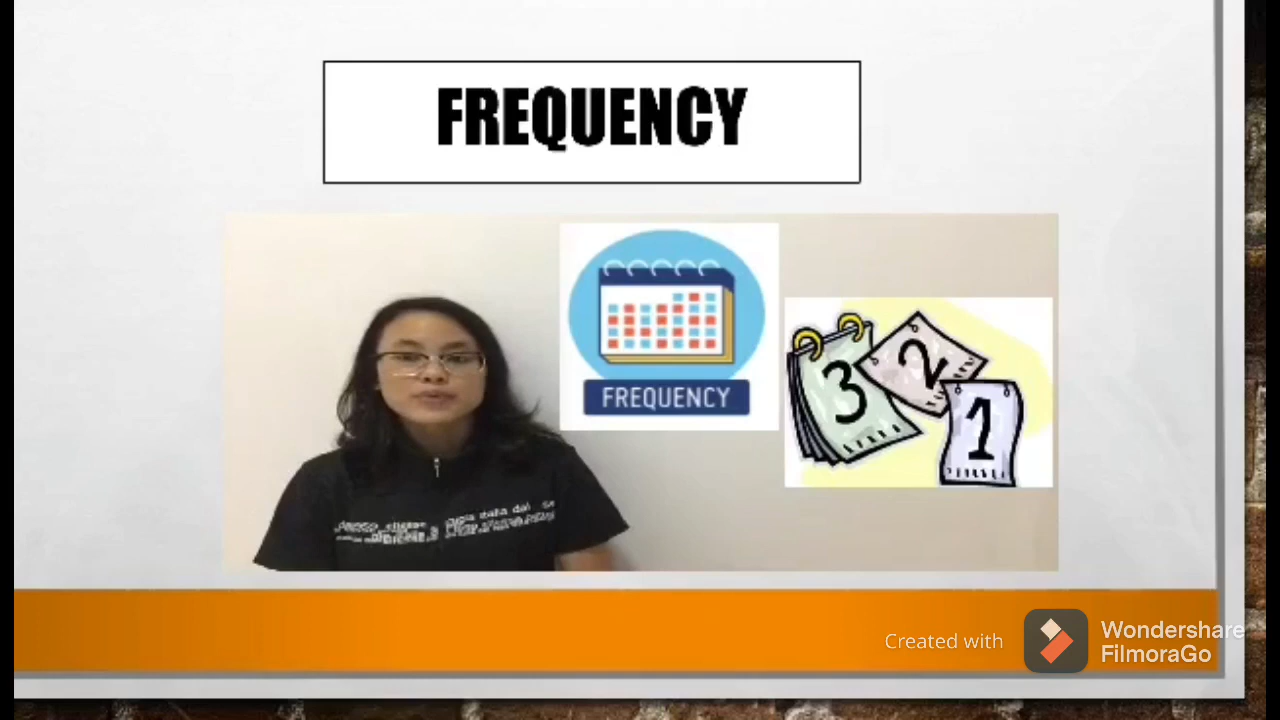 FREQUENCY
FREQUENCY
3
2
1
Created with
Wondershare
FilmoraGo